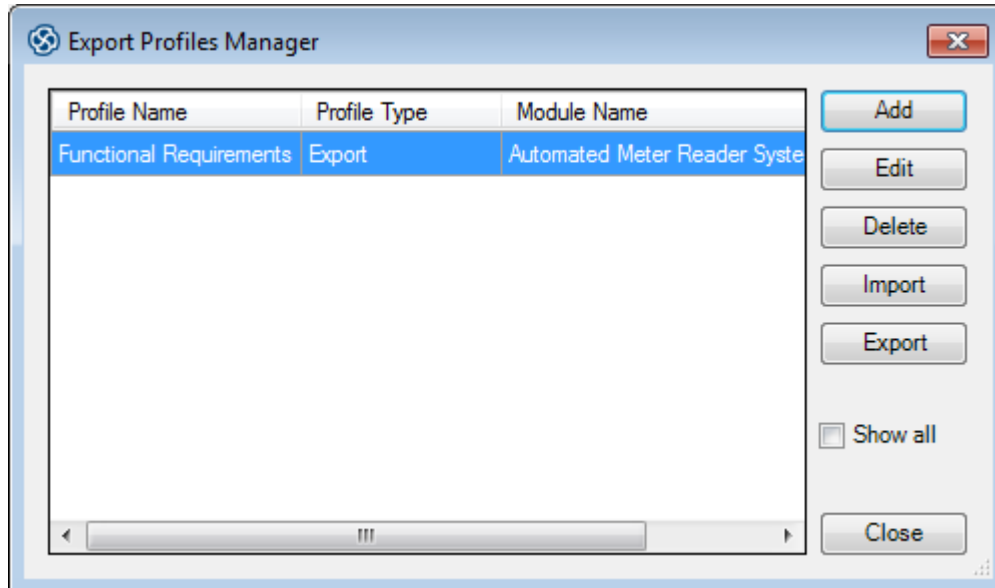 Export Profiles Manager
Profile Name Profile Type Module Name
Functional Requirements Export Automated Meter Reader Syste
Add
Edit
Delete
Import
Export
Show all
Close